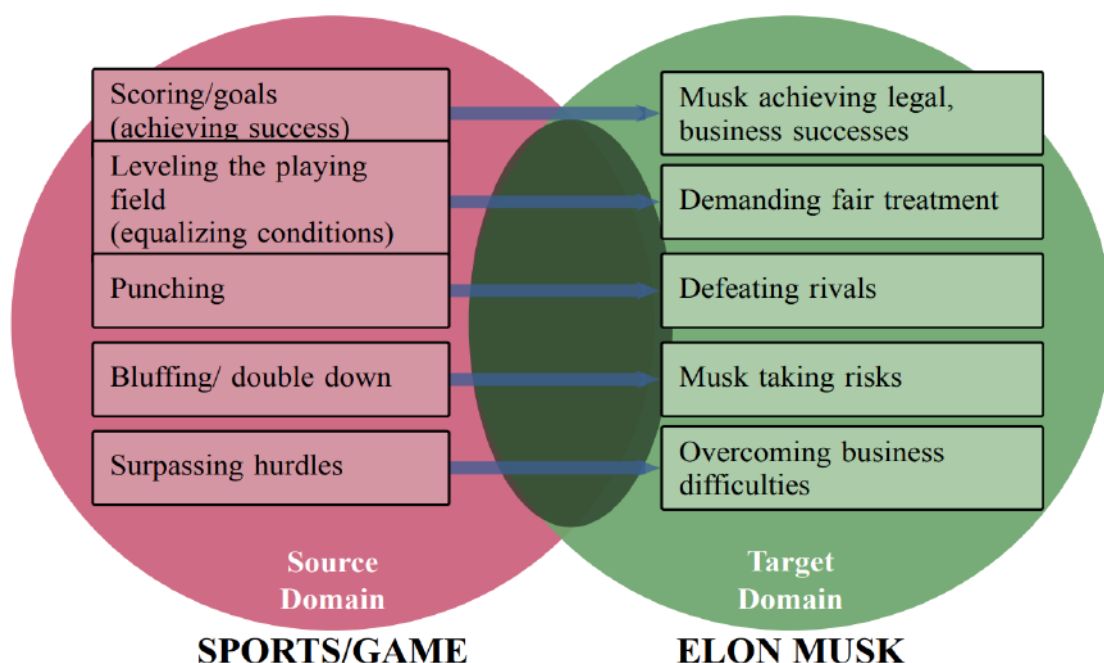 Scoring/goals
(achieving success)
Musk achieving legal,
business successes
Leveling the playing
field
(equalizing conditions)
Demanding fair treatment
Punching
Defeating rivals
Bluffing/ double down
Musk taking risks
Surpassing hurdles
Overcoming business
difficulties
Source
Domain
Target
Domain
SPORTS/GAME
ELON MUSK